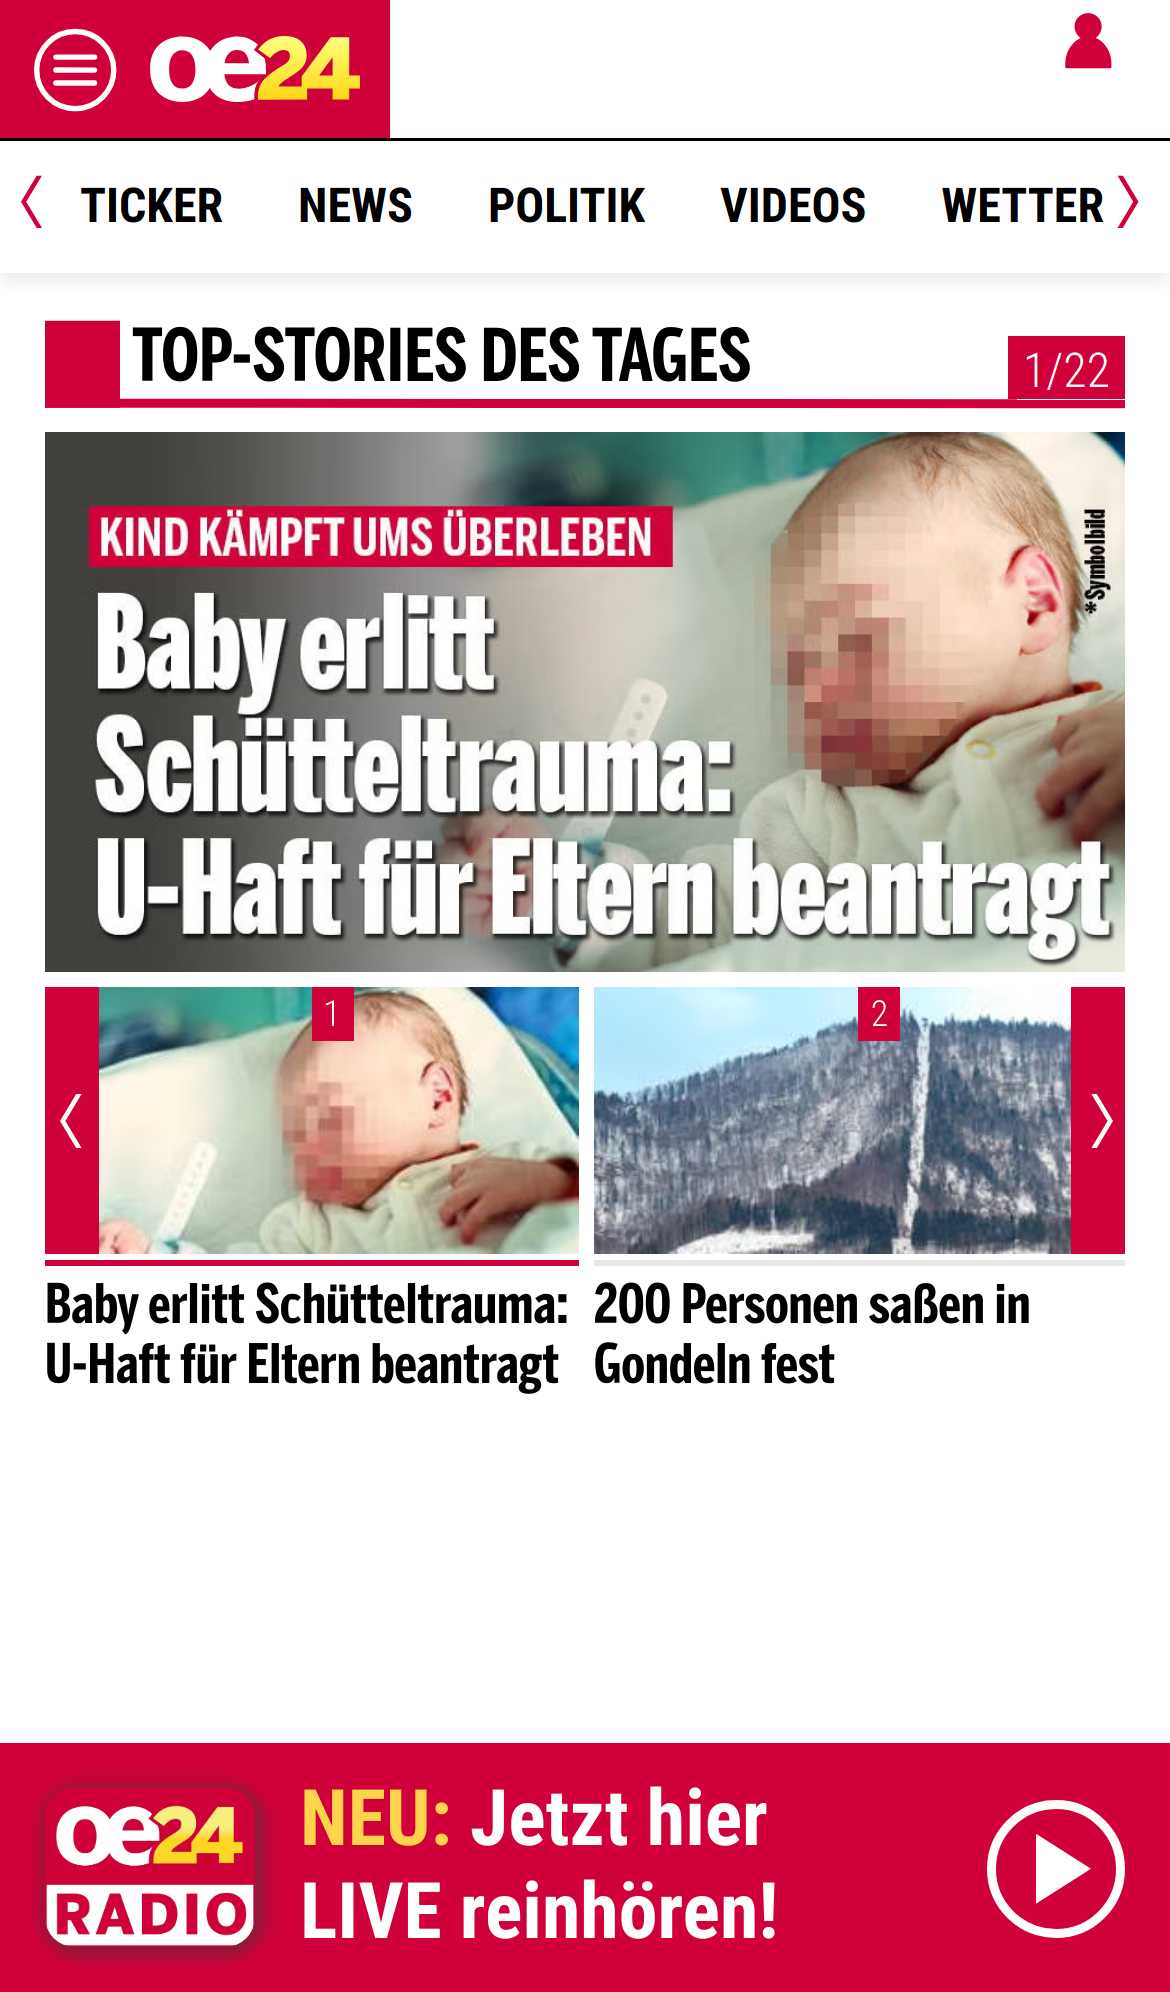 oe24
TICKER NEWS POLITIK VIDEOS WETTER
TOP-STORIES DES TAGES
1/22
KIND KÄMPFT UMS ÜBERLEBEN
*Symbolbild
Baby erlitt
Schütteltrauma:
U-Haft für Eltern beantragt
1
2
Baby erlitt Schütteltrauma:
U-Haft für Eltern beantragt
200 Personen saßen in
Gondeln fest
oe24
RADIO
NEU: Jetzt hier
LIVE reinhören!